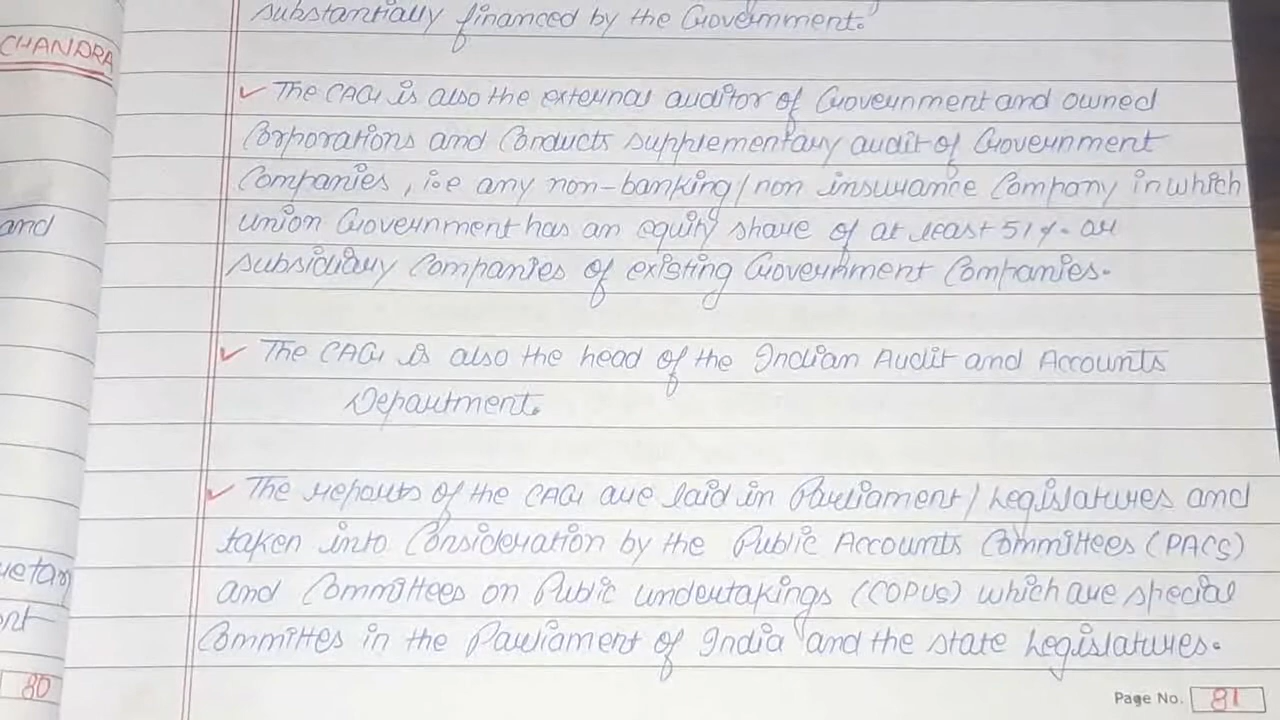 substantially financed by the Government."
CHANDRA
✓ The CAG is also the external auditor of Government and owned
Corporations and Conducts supplementary audit of Government
Companies, i.e any non-banking/non insurance Company in which
union Government has an equity share of at least 51%. or
subsidiary Companies of existing Government Companies.
✓ The CAG is also the head of the Indian Audit and Accounts
Department.
✓ The reports of the CAG are laid in Parliament/Legislatures and
taken into Consideration by the Public Accounts Committees (PACS)
and Committees on Public undertakings (COPUS) which are special
Committes in the Parliament of India and the state Legislatures.
and
80
Page No. 81